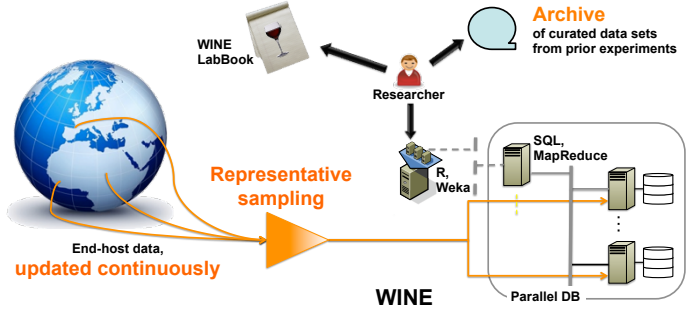 WINE
LabBook
Archive
of curated data sets
from prior experiments
Researcher
SQL,
MapReduce
R,
Weka
Representative
sampling
End-host data,
updated continuously
WINE
Parallel DB